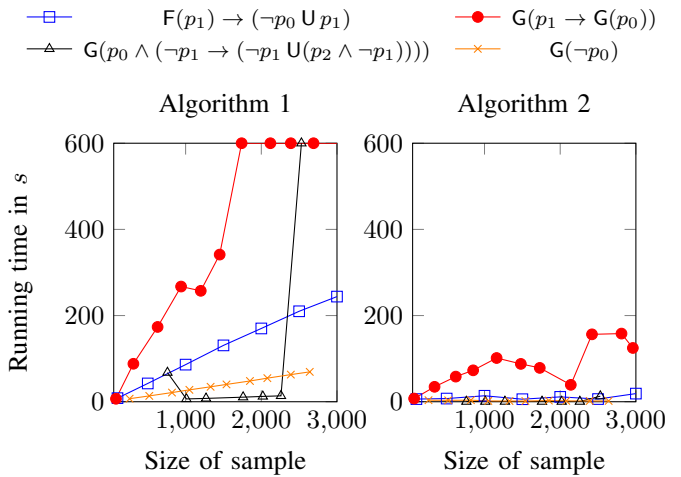 F(p₁) → (¬p₀ U p₁)
G(p₁ → G(p₀))
G(p₀ ∧ (¬p₁ → (¬p₁ U(p₂ ∧ ¬p₁))))
G(¬p₀)
Algorithm 1
Algorithm 2
Running time in s
600
400
200
0
1,000
2,000
3,000
Size of sample
600
400
200
0
1,000
2,000
3,000
Size of sample